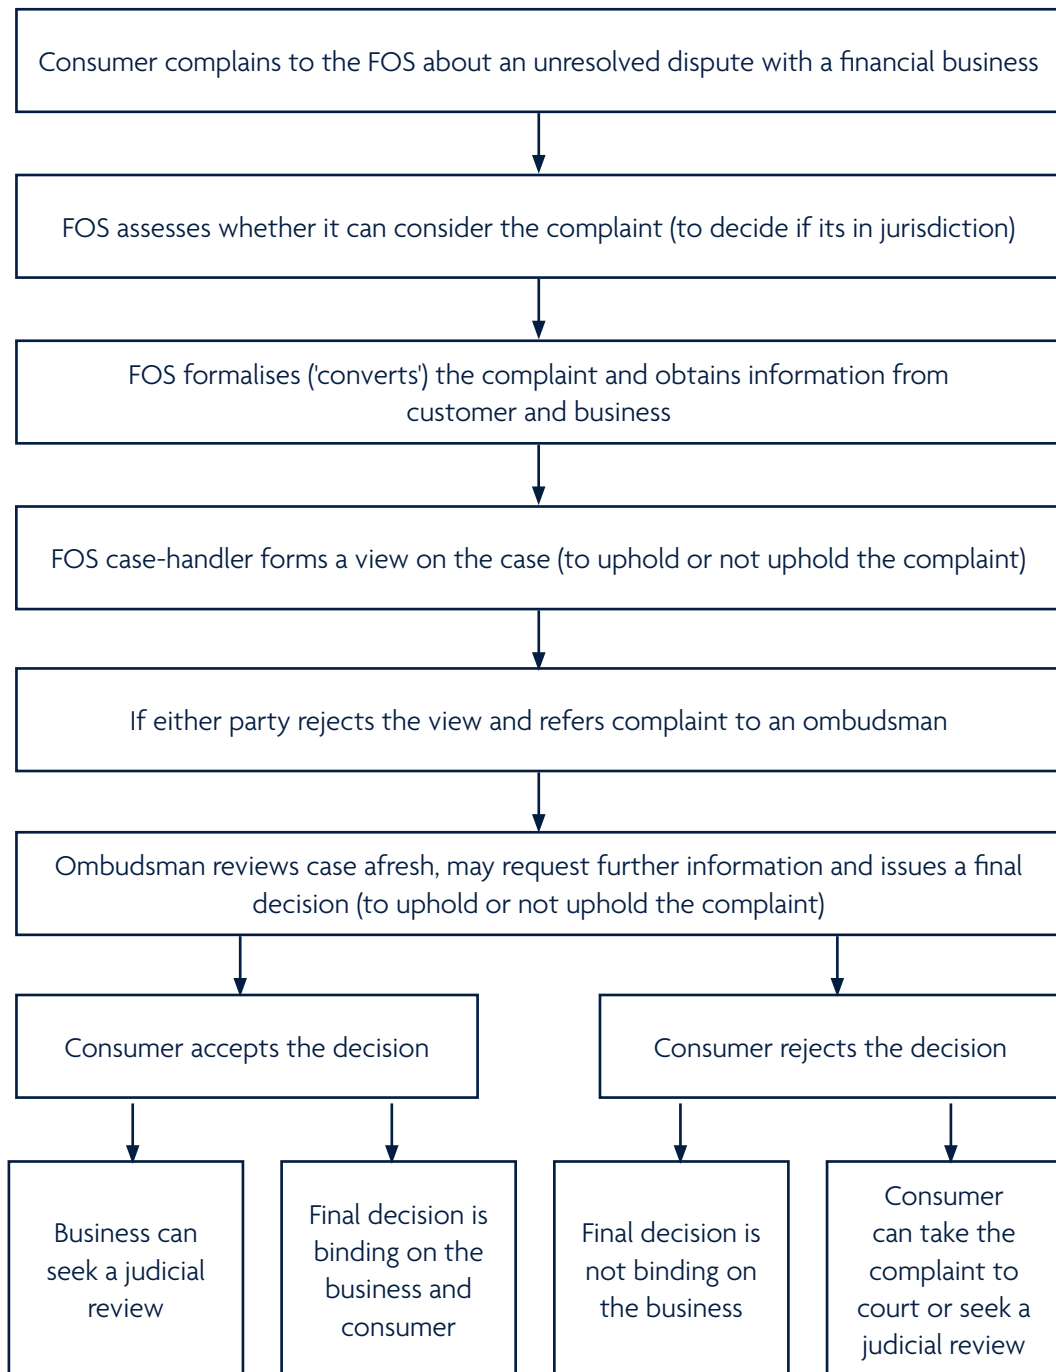 Consumer complains to the FOS about an unresolved dispute with a financial business
FOS assesses whether it can consider the complaint (to decide if its in jurisdiction)
FOS formalises ('converts') the complaint and obtains information from
customer and business
FOS case-handler forms a view on the case (to uphold or not uphold the complaint)
If either party rejects the view and refers complaint to an ombudsman
Ombudsman reviews case afresh, may request further information and issues a final
decision (to uphold or not uphold the complaint)
Consumer accepts the decision
Consumer rejects the decision
Business can
seek a judicial
review
Final decision is
binding on the
business and
consumer
Final decision is
not binding on
the business
Consumer
can take the
complaint to
court or seek a
judicial review